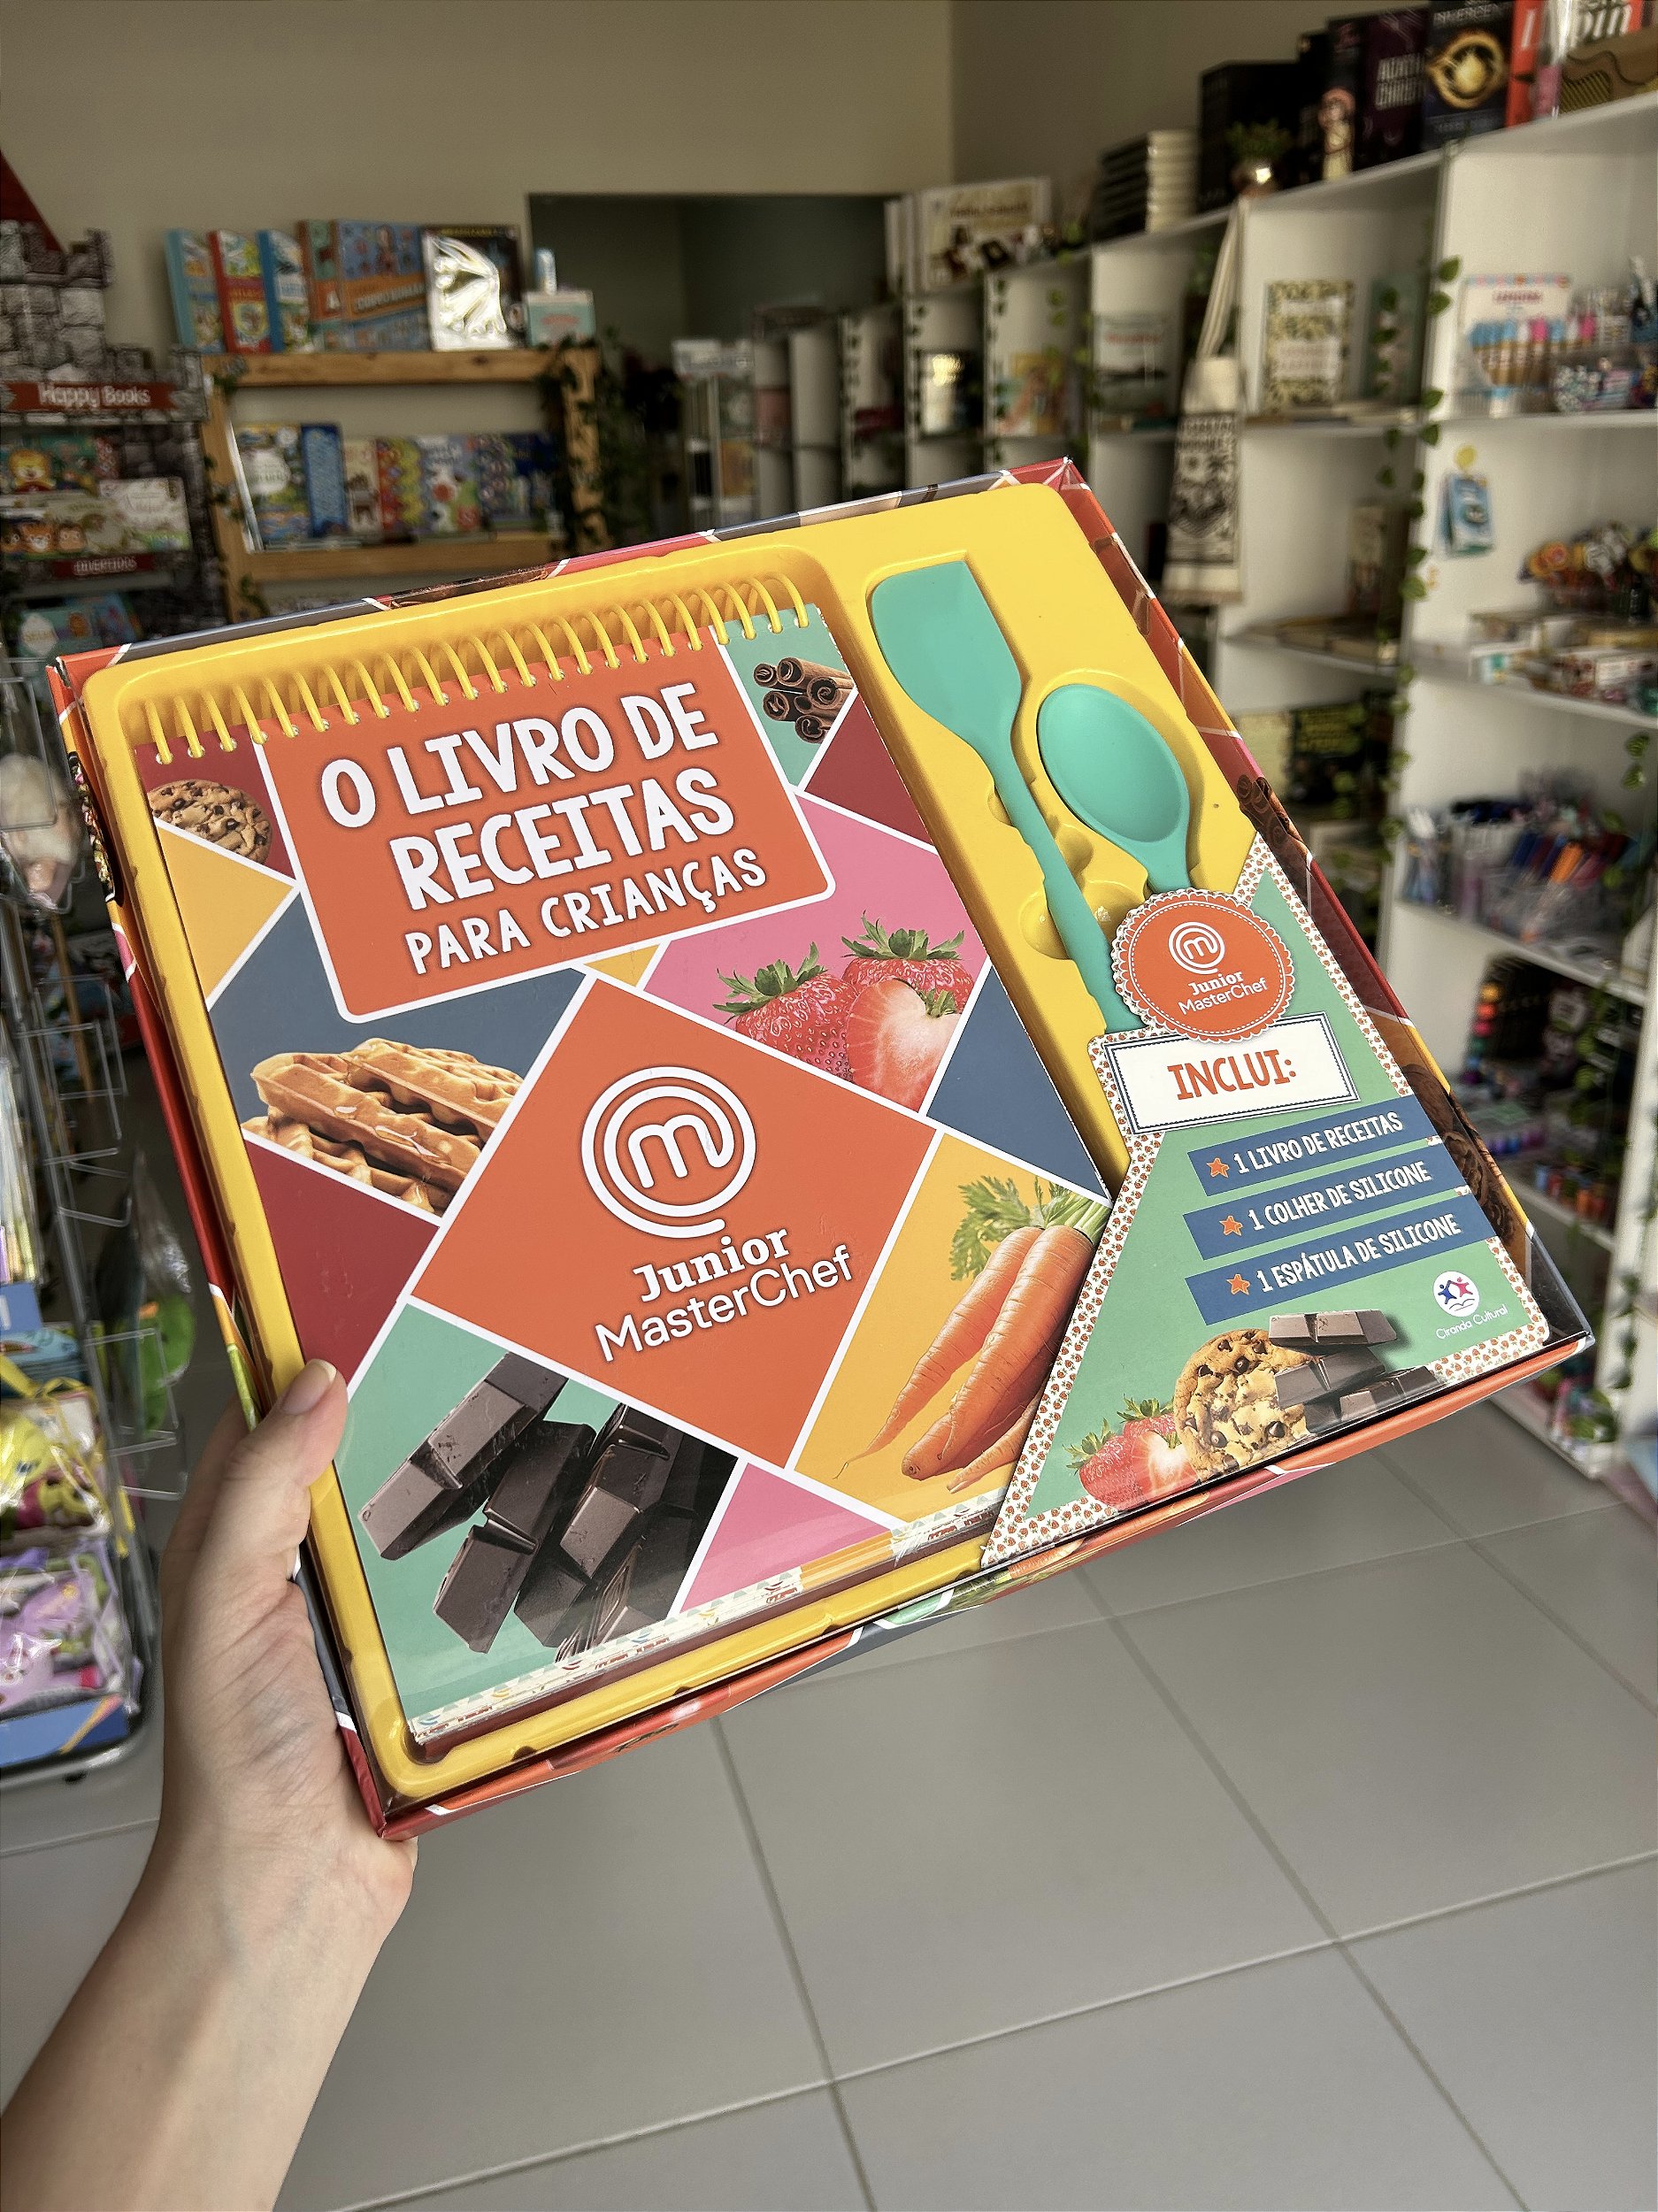 Happy Books
DIVERTIDOS
O LIVRO DE
RECEITAS
PARA CRIANÇAS
m
Junior
MasterChef
m
Junior
MasterChef
INCLUI:
1 LIVRO DE RECEITAS
1 COLHER DE SILICONE
1 ESPÁTULA DE SILICONE
Ciranda Cultural